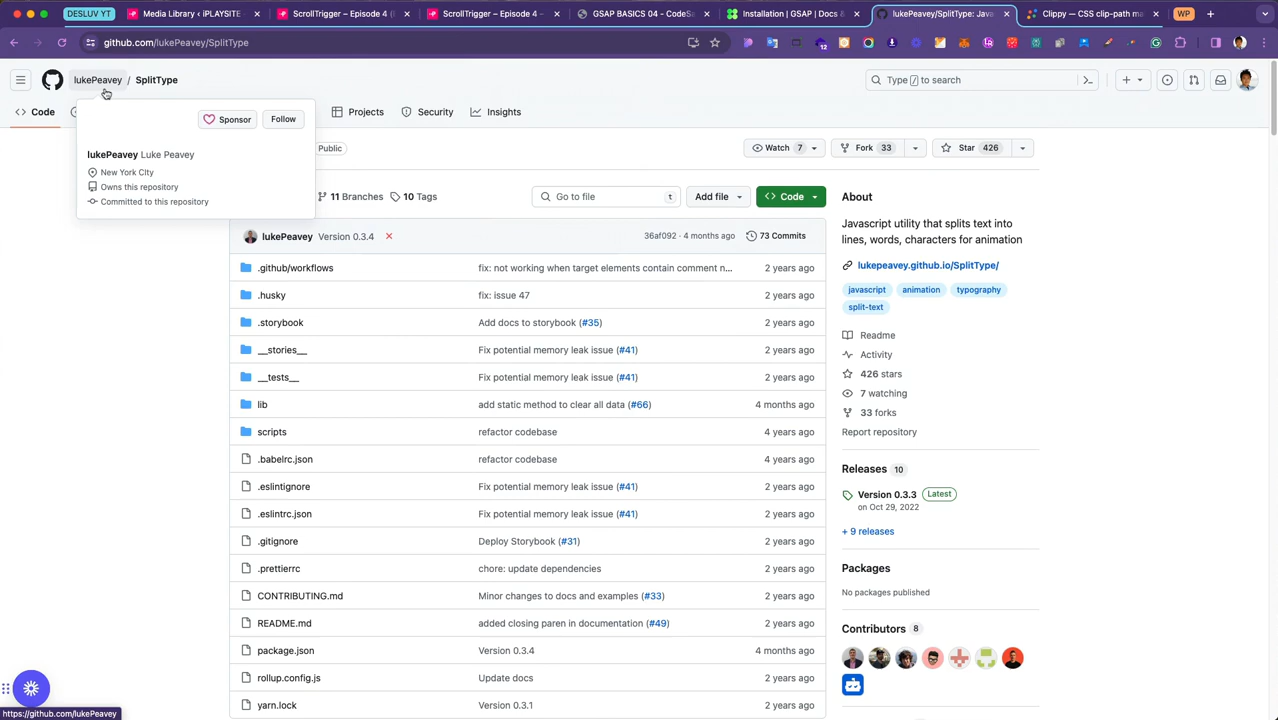 DESLUV YT
Media Library ‹ iPLAYSITE
ScrollTrigger – Episode 4 (F
ScrollTrigger
GSAP BASICS 04 - CodeS
Install GSAP | GSAP | Docs &
lukePeavey/SplitType: Java
Clippy — CSS clip-path ma
WP
github.com/lukePeavey/SplitType
12
lukePeavey / SplitType
Type / to search
Code
Projects
Security
Insights
Sponsor
Follow
lukePeavey Luke Peavey
New York CIty
Owns this repository
Committed to this repository
Public
Watch 7
Fork 33
Star 426
11 Branches
10 Tags
Go to file
t
Add file
Code
lukePeavey Version 0.3.4
36af092 · 4 months ago
73 Commits
.github/workflows fix: not working when target elements contain comment n... 2 years ago
.husky fix: issue 47 2 years ago
.storybook Add docs to storybook (#35) 2 years ago
__stories__ Fix potential memory leak issue (#41) 2 years ago
__tests__ Fix potential memory leak issue (#41) 2 years ago
lib add static method to clear all data (#66) 4 months ago
scripts refactor codebase 4 years ago
.babelrc.json refactor codebase 4 years ago
.eslintignore Fix potential memory leak issue (#41) 2 years ago
.eslintrc.json Fix potential memory leak issue (#41) 2 years ago
.gitignore Deploy Storybook (#31) 2 years ago
.prettierrc chore: update dependencies 2 years ago
CONTRIBUTING.md Minor changes to docs and examples (#33) 2 years ago
README.md added closing paren in documentation (#49) 2 years ago
package.json Version 0.3.4 4 months ago
rollup.config.js Update docs 2 years ago
yarn.lock Version 0.3.1 2 years ago
About
Javascript utility that splits text into
lines, words, characters for animation
lukepeavey.github.io/SplitType/
javascript
animation
typography
split-text
Readme
Activity
426 stars
7 watching
33 forks
Report repository
Releases 10
Version 0.3.3 Latest
on Oct 29, 2022
+ 9 releases
Packages
No packages published
Contributors 8
https://github.com/lukePeavey